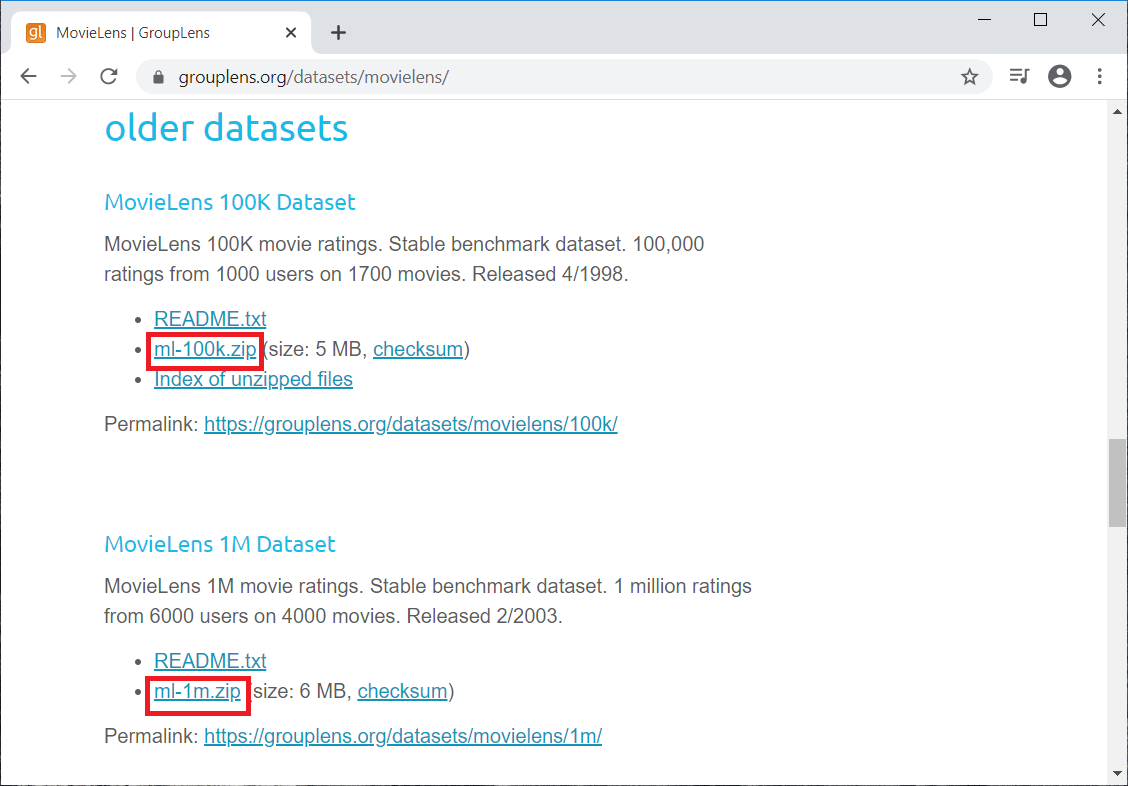 gl MovieLens | GroupLens
grouplens.org/datasets/movielens/
older datasets
MovieLens 100K Dataset
MovieLens 100K movie ratings. Stable benchmark dataset. 100,000
ratings from 1000 users on 1700 movies. Released 4/1998.
README.txt
ml-100k.zip (size: 5 MB, checksum)
Index of unzipped files
Permalink: https://grouplens.org/datasets/movielens/100k/
MovieLens 1M Dataset
MovieLens 1M movie ratings. Stable benchmark dataset. 1 million ratings
from 6000 users on 4000 movies. Released 2/2003.
README.txt
ml-1m.zip (size: 6 MB, checksum)
Permalink: https://grouplens.org/datasets/movielens/1m/